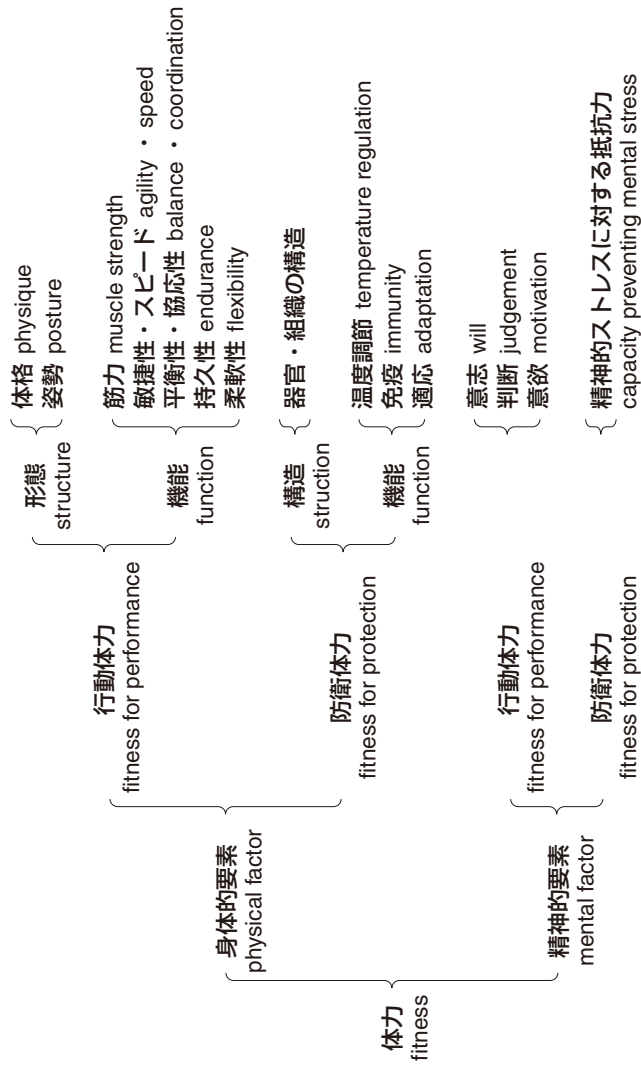 体力
fitness
身体的要素
physical factor
行動体力
fitness for performance
形態
structure
体格 physique
姿勢 posture
機能
function
筋力 muscle strength
敏捷性・スピード agility・speed
平衡性・協応性 balance・coordination
持久性 endurance
柔軟性 flexibility
防衛体力
fitness for protection
構造
struction
器官・組織の構造
機能
function
温度調節 temperature regulation
免疫 immunity
適応 adaptation
精神的要素
mental factor
行動体力
fitness for performance
意志 will
判断 judgement
意欲 motivation
防衛体力
fitness for protection
精神的ストレスに対する抵抗力
capacity preventing mental stress